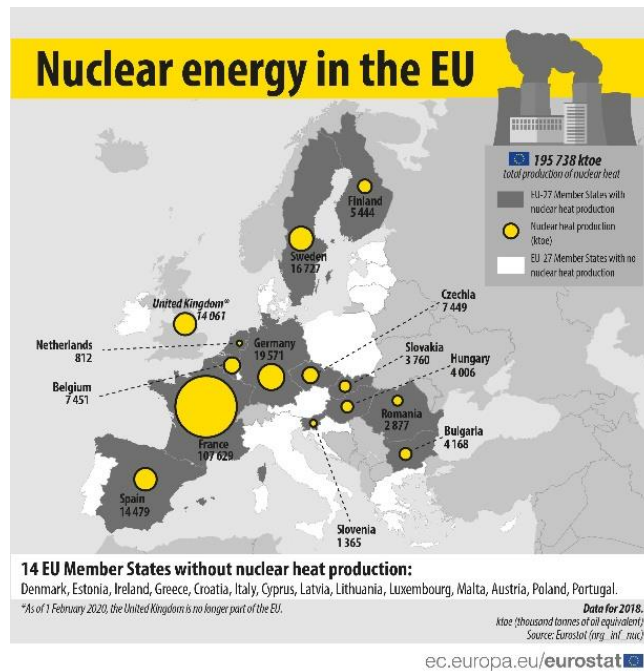 Nuclear energy in the EU
195 738 ktoe
total production of nuclear heat
EU-27 Member States with
nuclear heat production
Nuclear heat production
(ktoe)
EU-27 Member States with no
nuclear heat production
Finland
5 444
Sweden
16 727
United Kingdom*
14 061
Czechia
7 449
Netherlands
812
Germany
19 571
Slovakia
3 760
Hungary
4 006
Belgium
7 451
Romania
2 877
Bulgaria
4 168
France
107 629
Spain
14 479
Slovenia
1 365
14 EU Member States without nuclear heat production:
Denmark, Estonia, Ireland, Greece, Croatia, Italy, Cyprus, Latvia, Lithuania, Luxembourg, Malta, Austria, Poland, Portugal.
*As of 1 February 2020, the United Kingdom is no longer part of the EU.
Data for 2018.
ktoe (thousand tonnes of oil equivalent)
Source: Eurostat (nrg_inf_nuc)
ec.europa.eu/eurostat